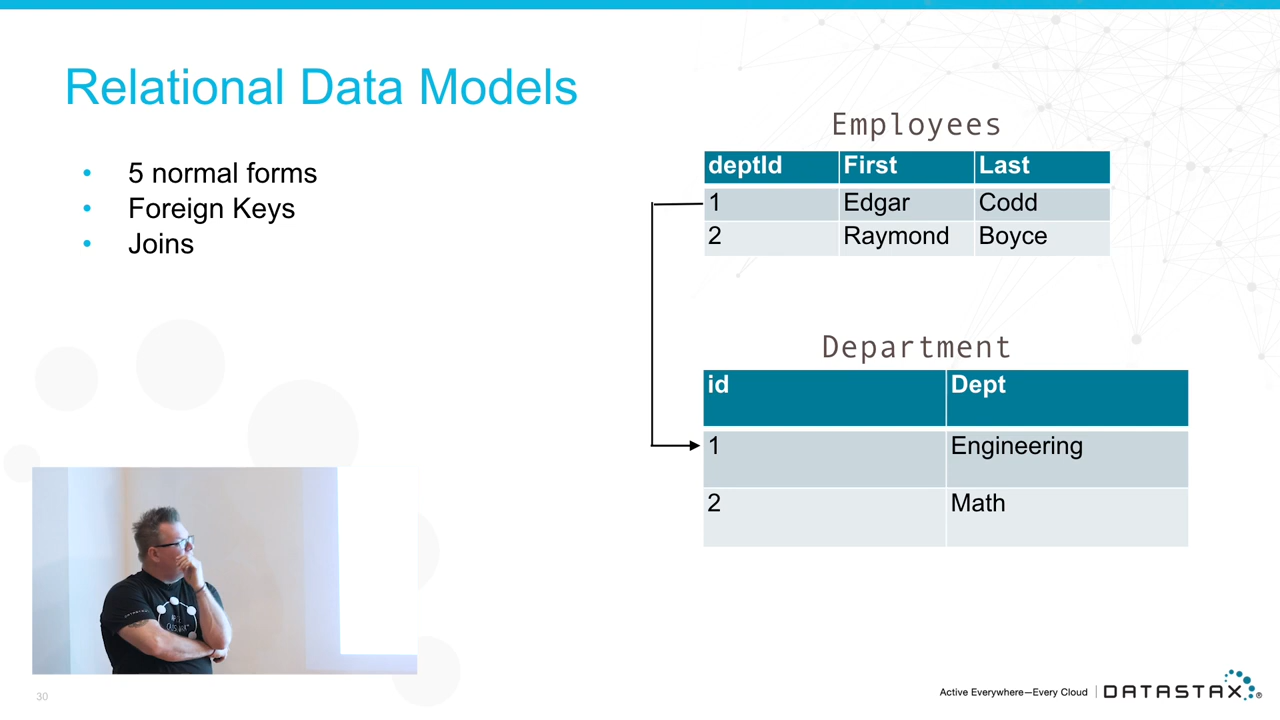 Relational Data Models
• 5 normal forms
• Foreign Keys
• Joins
Employees
deptId First Last
1 Edgar Codd
2 Raymond Boyce
Department
id Dept
1 Engineering
2 Math
30
Active Everywhere—Every Cloud | DATASTAX®